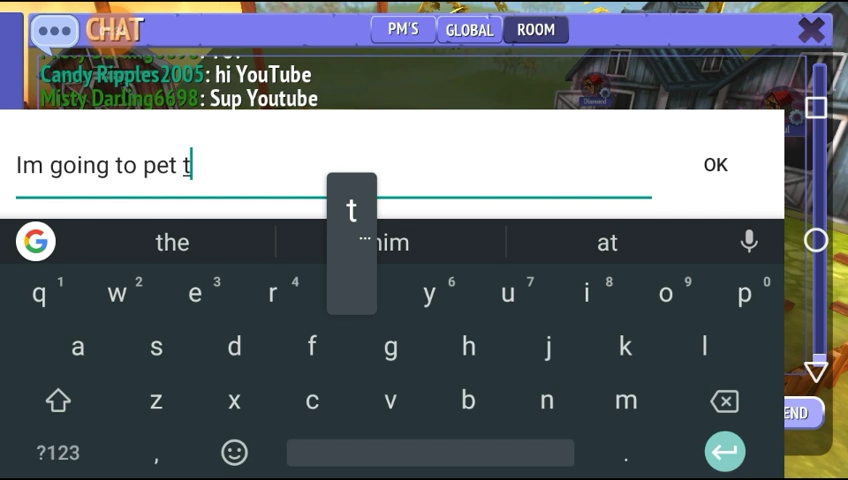 CHAT
PM'S GLOBAL ROOM
Candy Ripples2005: hi YouTube
Misty Darling6698: Sup Youtube
Im going to pet t
OK
t
...
the him at
q 1 w 2 e 3 r 4 y 6 u 7 i 8 o 9 p 0
a s d f g h j k l
z x c v b n m
?123 , .